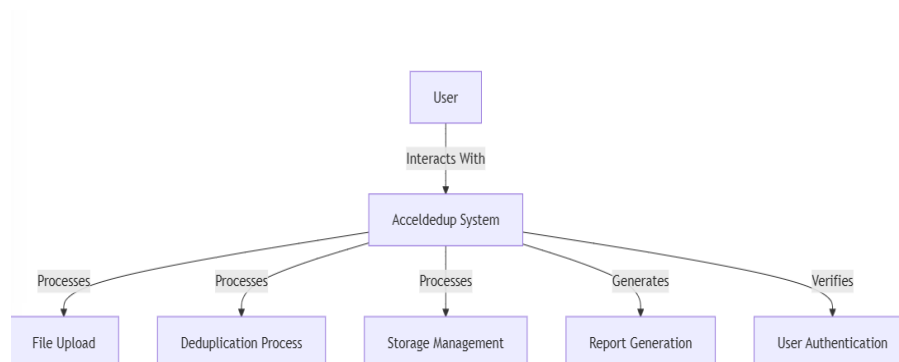 User
Interacts With
Acceldedup System
Processes
Processes
Processes
Generates
Verifies
File Upload
Deduplication Process
Storage Management
Report Generation
User Authentication